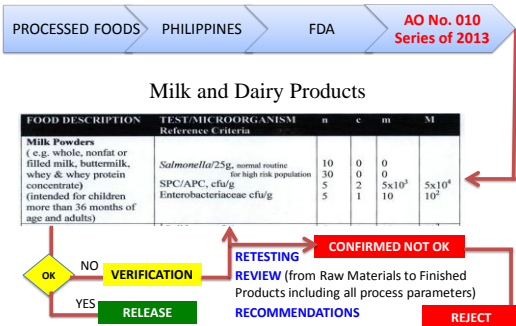 PROCESSED FOODS
PHILIPPINES
FDA
AO No. 010
Series of 2013
Milk and Dairy Products
FOOD DESCRIPTION TEST/MICROORGANISM n c m M
Reference Criteria
Milk Powders
( e.g. whole, nonfat or
filled milk, buttermilk, Salmonella/25g, normal routine 10 0 0
whey & whey protein for high risk population 30 0 0
concentrate) SPC/APC, cfu/g 5 2 5x10³ 5x10⁴
(intended for children Enterobacteriaceae cfu/g 5 1 10 10²
more than 36 months of
age and adults)
OK
NO
VERIFICATION
YES
RELEASE
RETESTING
REVIEW (from Raw Materials to Finished
Products including all process parameters)
RECOMMENDATIONS
CONFIRMED NOT OK
REJECT